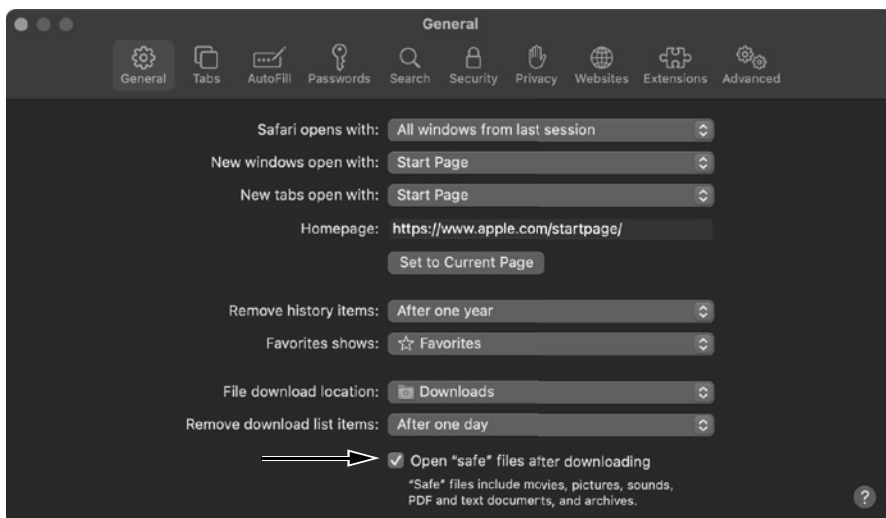 General
General Tabs AutoFill Passwords Search Security Privacy Websites Extensions Advanced
Safari opens with: All windows from last session
New windows open with: Start Page
New tabs open with: Start Page
Homepage: https://www.apple.com/startpage/
Set to Current Page
Remove history items: After one year
Favorites shows: Favorites
File download location: Downloads
Remove download list items: After one day
Open “safe” files after downloading
“Safe” files include movies, pictures, sounds,
PDF and text documents, and archives.
?